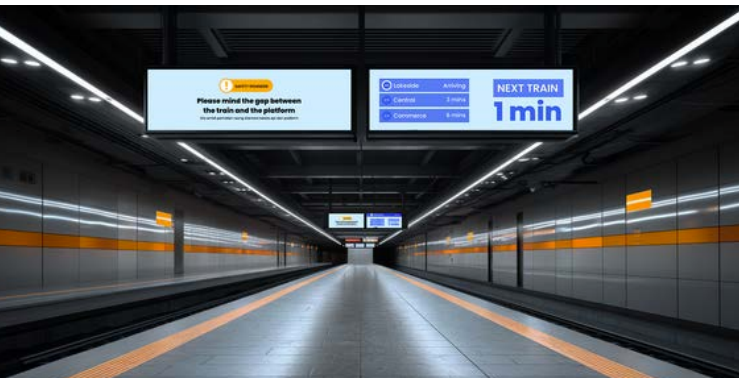 SAFETY REMINDER
Please mind the gap between
the train and the platform
Lakeside Arriving
Central 3 mins
Commerce 6 mins
NEXT TRAIN
1 min